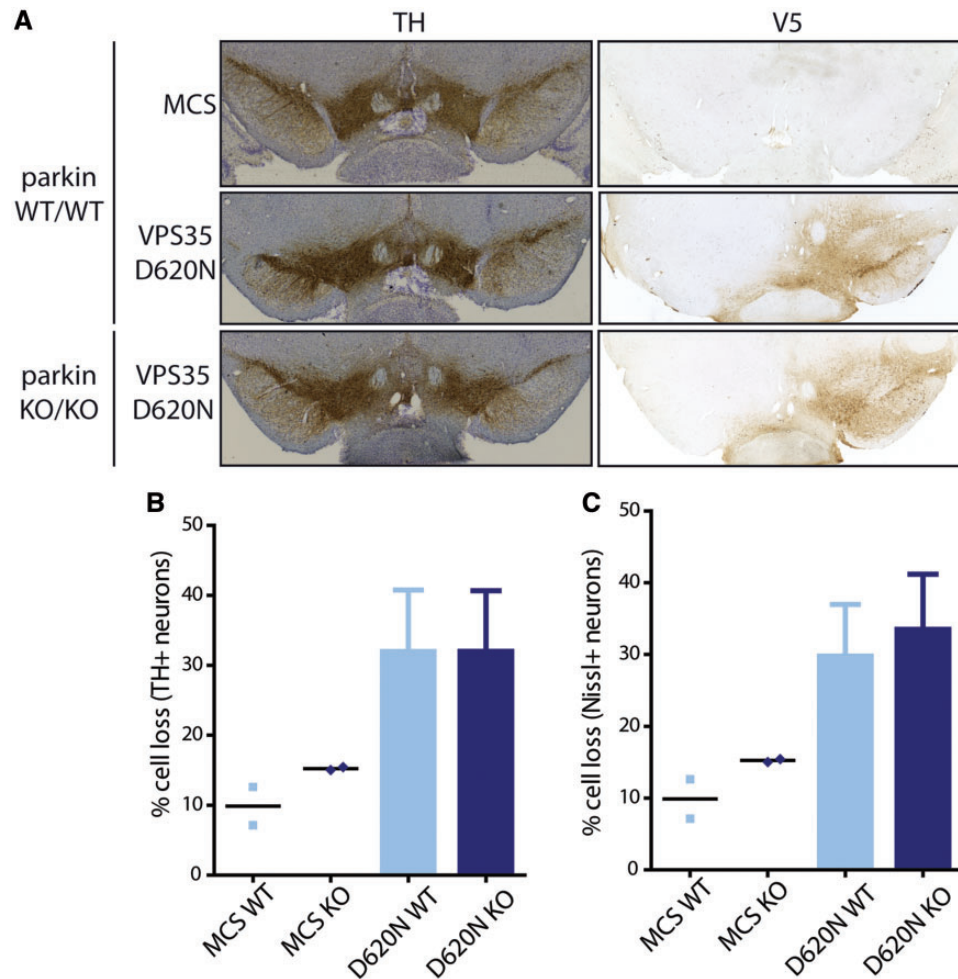 A
TH
V5
parkin
WT/WT
MCS
VPS35
D620N
parkin
KO/KO
VPS35
D620N
B
% cell loss (TH+ neurons)
50
40
30
20
10
0
MCS WT
MCS KO
D620N WT
D620N KO
C
% cell loss (Nissl+ neurons)
50
40
30
20
10
0
MCS WT
MCS KO
D620N WT
D620N KO